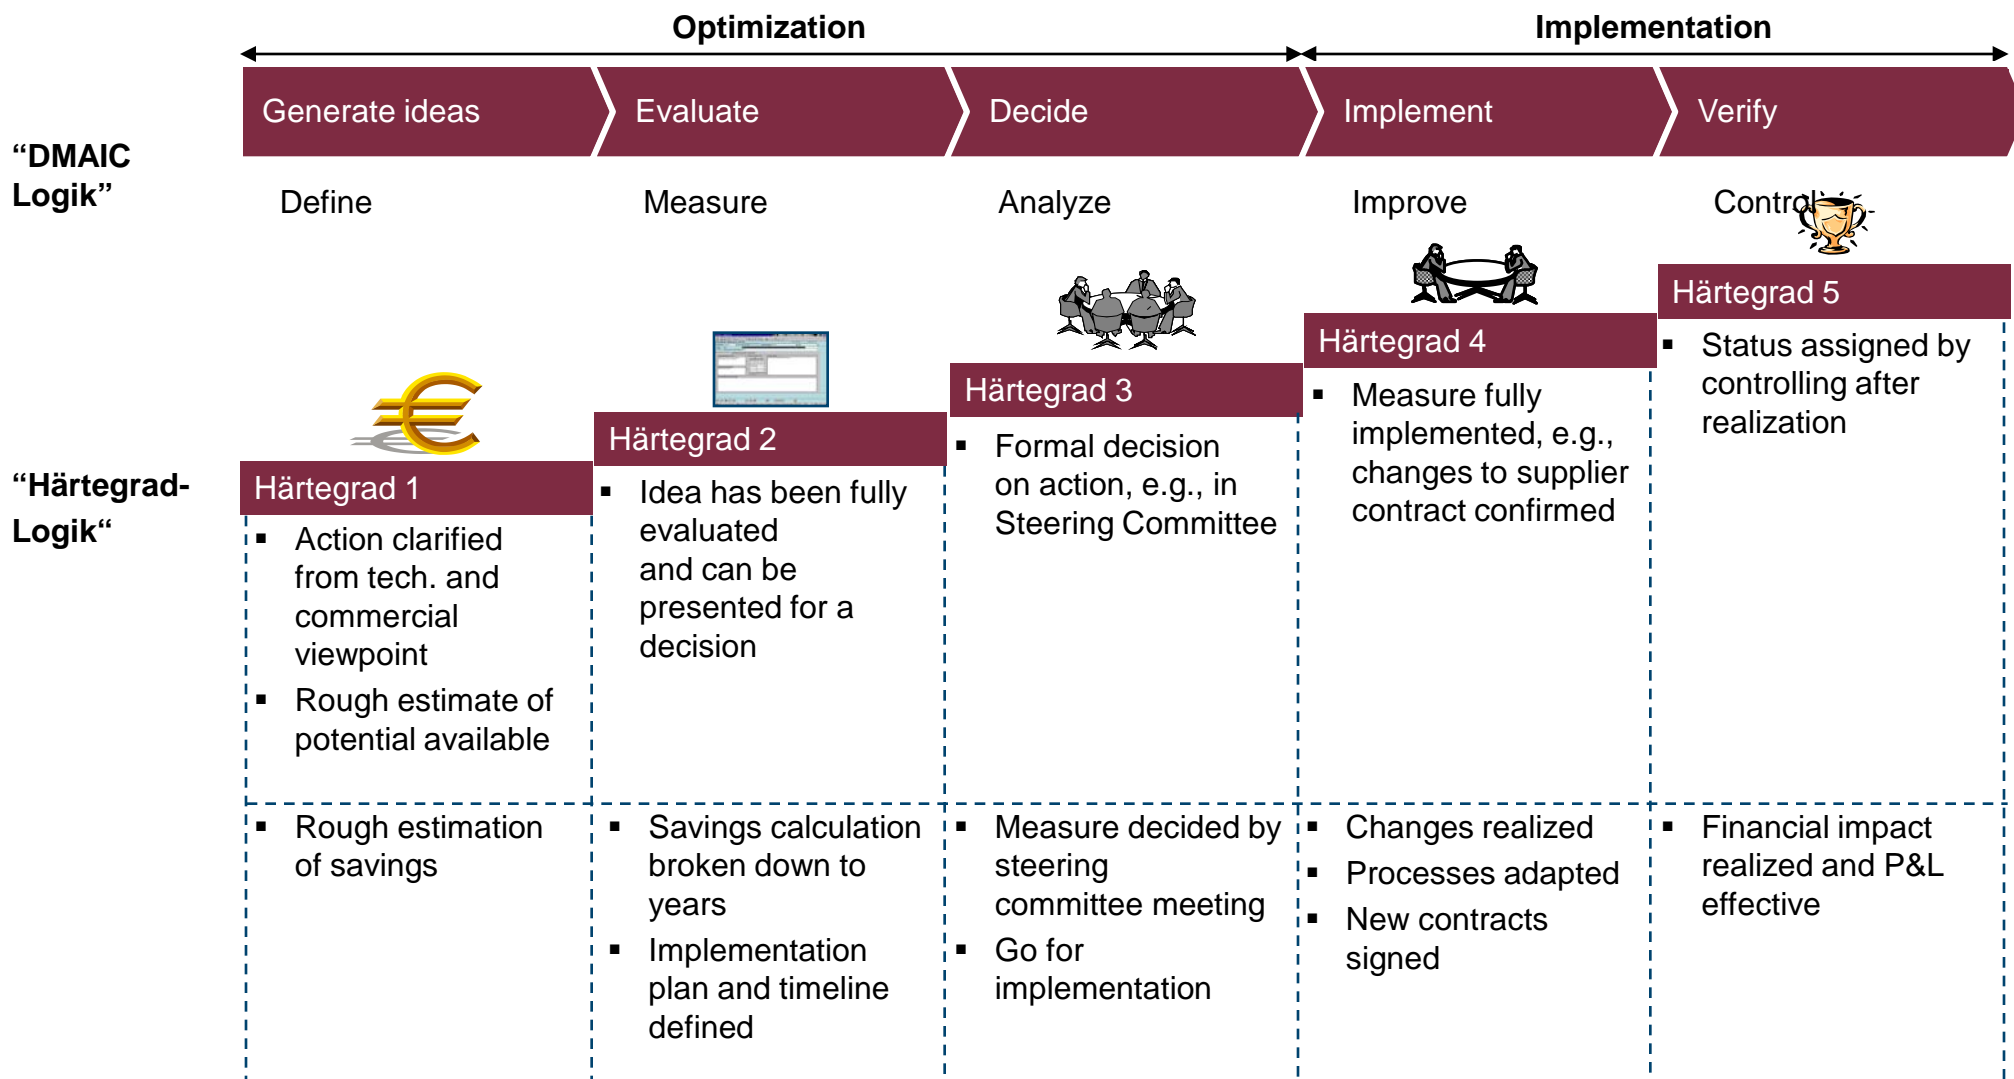 Optimization
Implementation
Generate ideas
Evaluate
Decide
Implement
Verify
“DMAIC
Logik”
Define
Measure
Analyze
Improve
Control
“Härtegrad-
Logik“
Härtegrad 1
▪ Action clarified
from tech. and
commercial
viewpoint
▪ Rough estimate of
potential available
▪ Rough estimation
of savings
Härtegrad 2
▪ Idea has been fully
evaluated
and can be
presented for a
decision
▪ Savings calculation
broken down to
years
▪ Implementation
plan and timeline
defined
Härtegrad 3
▪ Formal decision
on action, e.g., in
Steering Committee
▪ Measure decided by
steering
committee meeting
▪ Go for
implementation
Härtegrad 4
▪ Measure fully
implemented, e.g.,
changes to supplier
contract confirmed
▪ Changes realized
▪ Processes adapted
▪ New contracts
signed
Härtegrad 5
▪ Status assigned by
controlling after
realization
▪ Financial impact
realized and P&L
effective